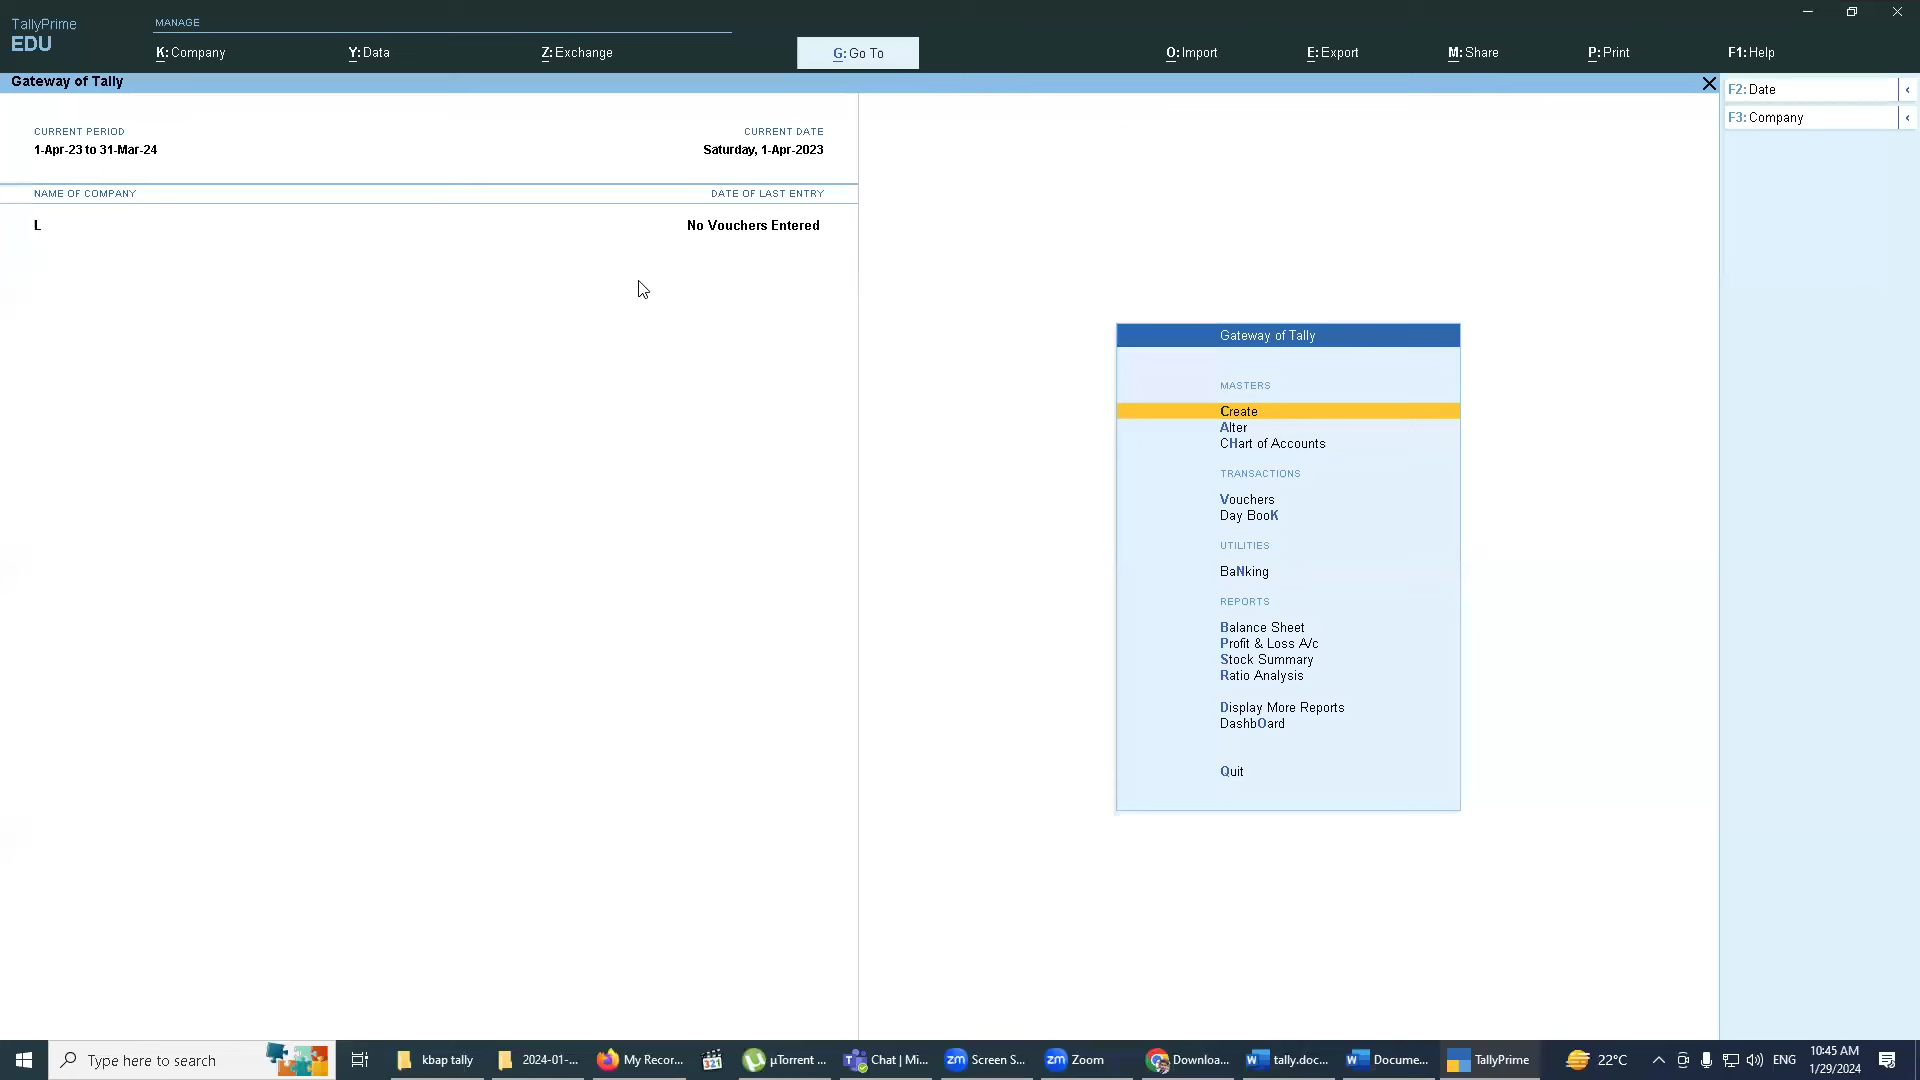 TallyPrime
EDU
MANAGE
K: Company
Y: Data
Z: Exchange
G: Go To
O: Import
E: Export
M: Share
P: Print
F1: Help
Gateway of Tally
F2: Date
F3: Company
CURRENT PERIOD
CURRENT DATE
1-Apr-23 to 31-Mar-24
Saturday, 1-Apr-2023
NAME OF COMPANY
DATE OF LAST ENTRY
L
No Vouchers Entered
Gateway of Tally
MASTERS
Create
Alter
CHart of Accounts
TRANSACTIONS
Vouchers
Day BooK
UTILITIES
BaNking
REPORTS
Balance Sheet
Profit & Loss A/c
Stock Summary
Ratio Analysis
Display More Reports
DashbOard
Quit
Type here to search
kbap tally
2024-01-...
My Recor...
µTorrent ...
Chat | Mi...
zm
Screen S...
zm
Zoom
Downloa...
tally.doc...
Docume...
TallyPrime
22°C
ENG
10:45 AM
1/29/2024